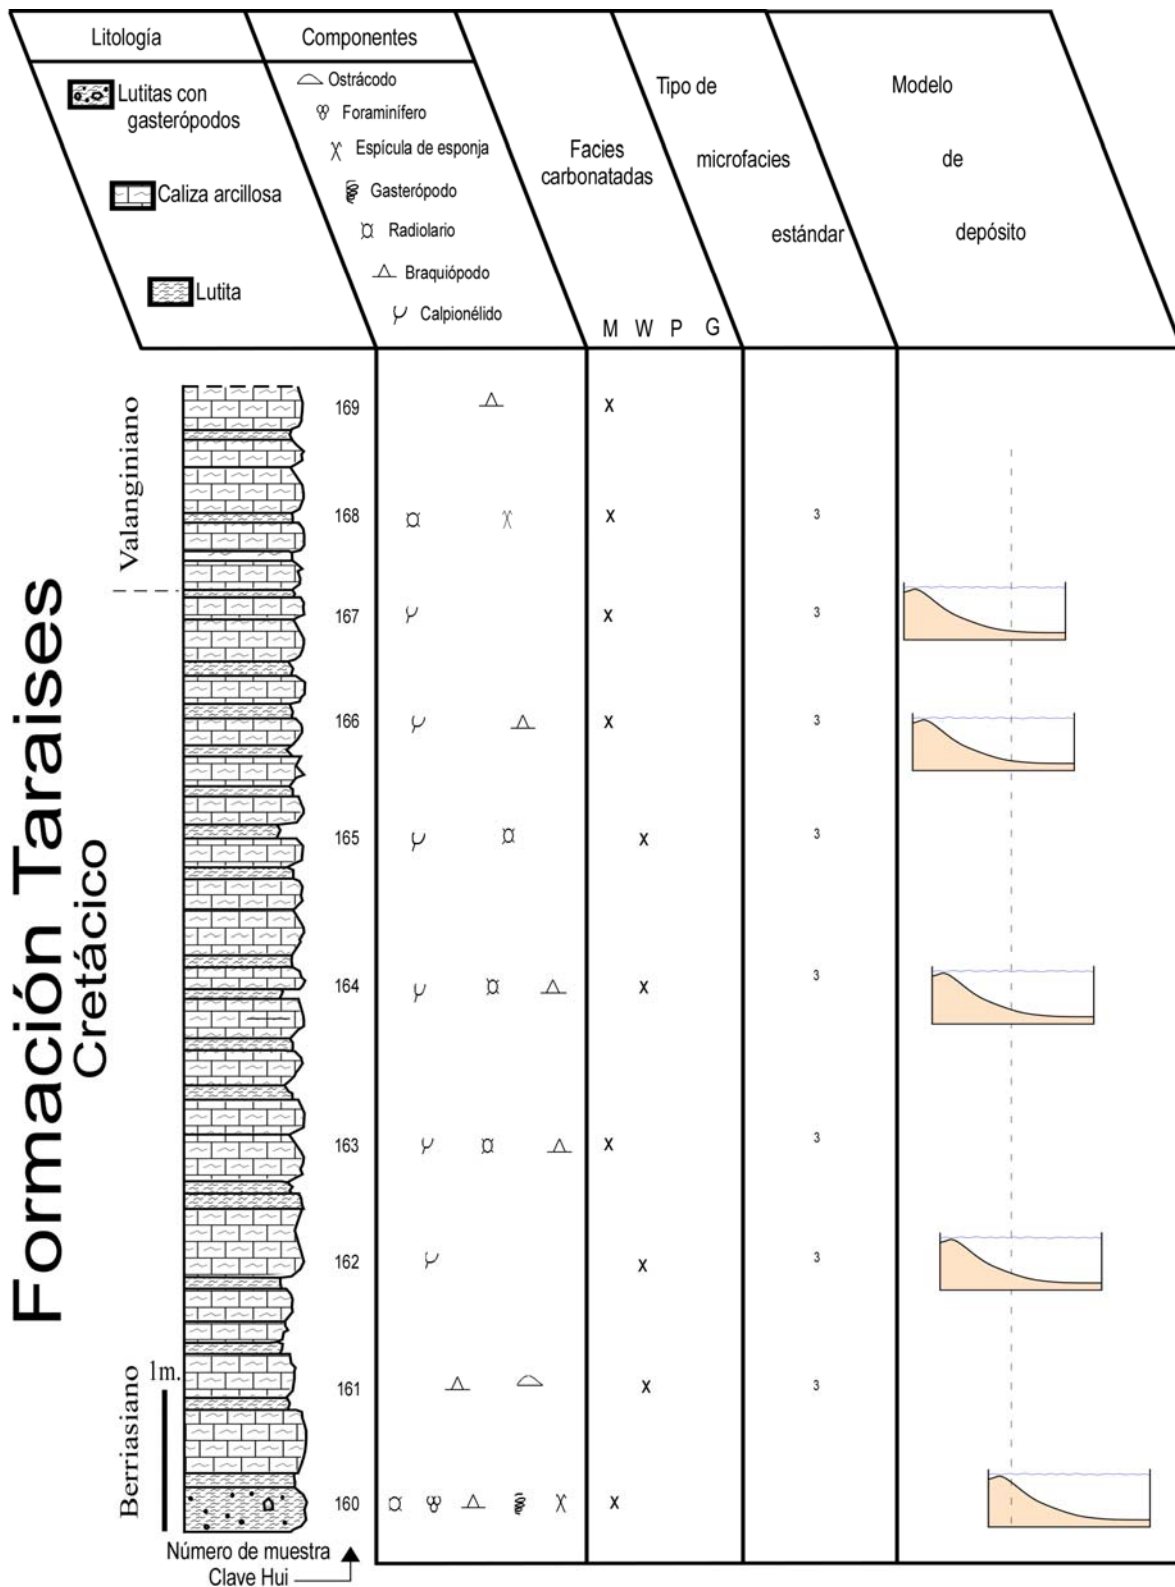 Litología
Componentes
Lutitas con
gasterópodos
Caliza arcillosa
Lutita
Ostrácodo
Foraminífero
Espícula de esponja
Gasterópodo
Radiolario
Braquiópodo
Calpionélido
Facies
carbonatadas
M W P G
Tipo de
microfacies
estándar
Modelo
de
depósito
Formación Taraises
Cretácico
Valanginiano
Berriasiano
1m.
169 X
168 X 3
167 X 3
166 X 3
165 X 3
164 X 3
163 X 3
162 X 3
161 X 3
160 X
Número de muestra
Clave Hui